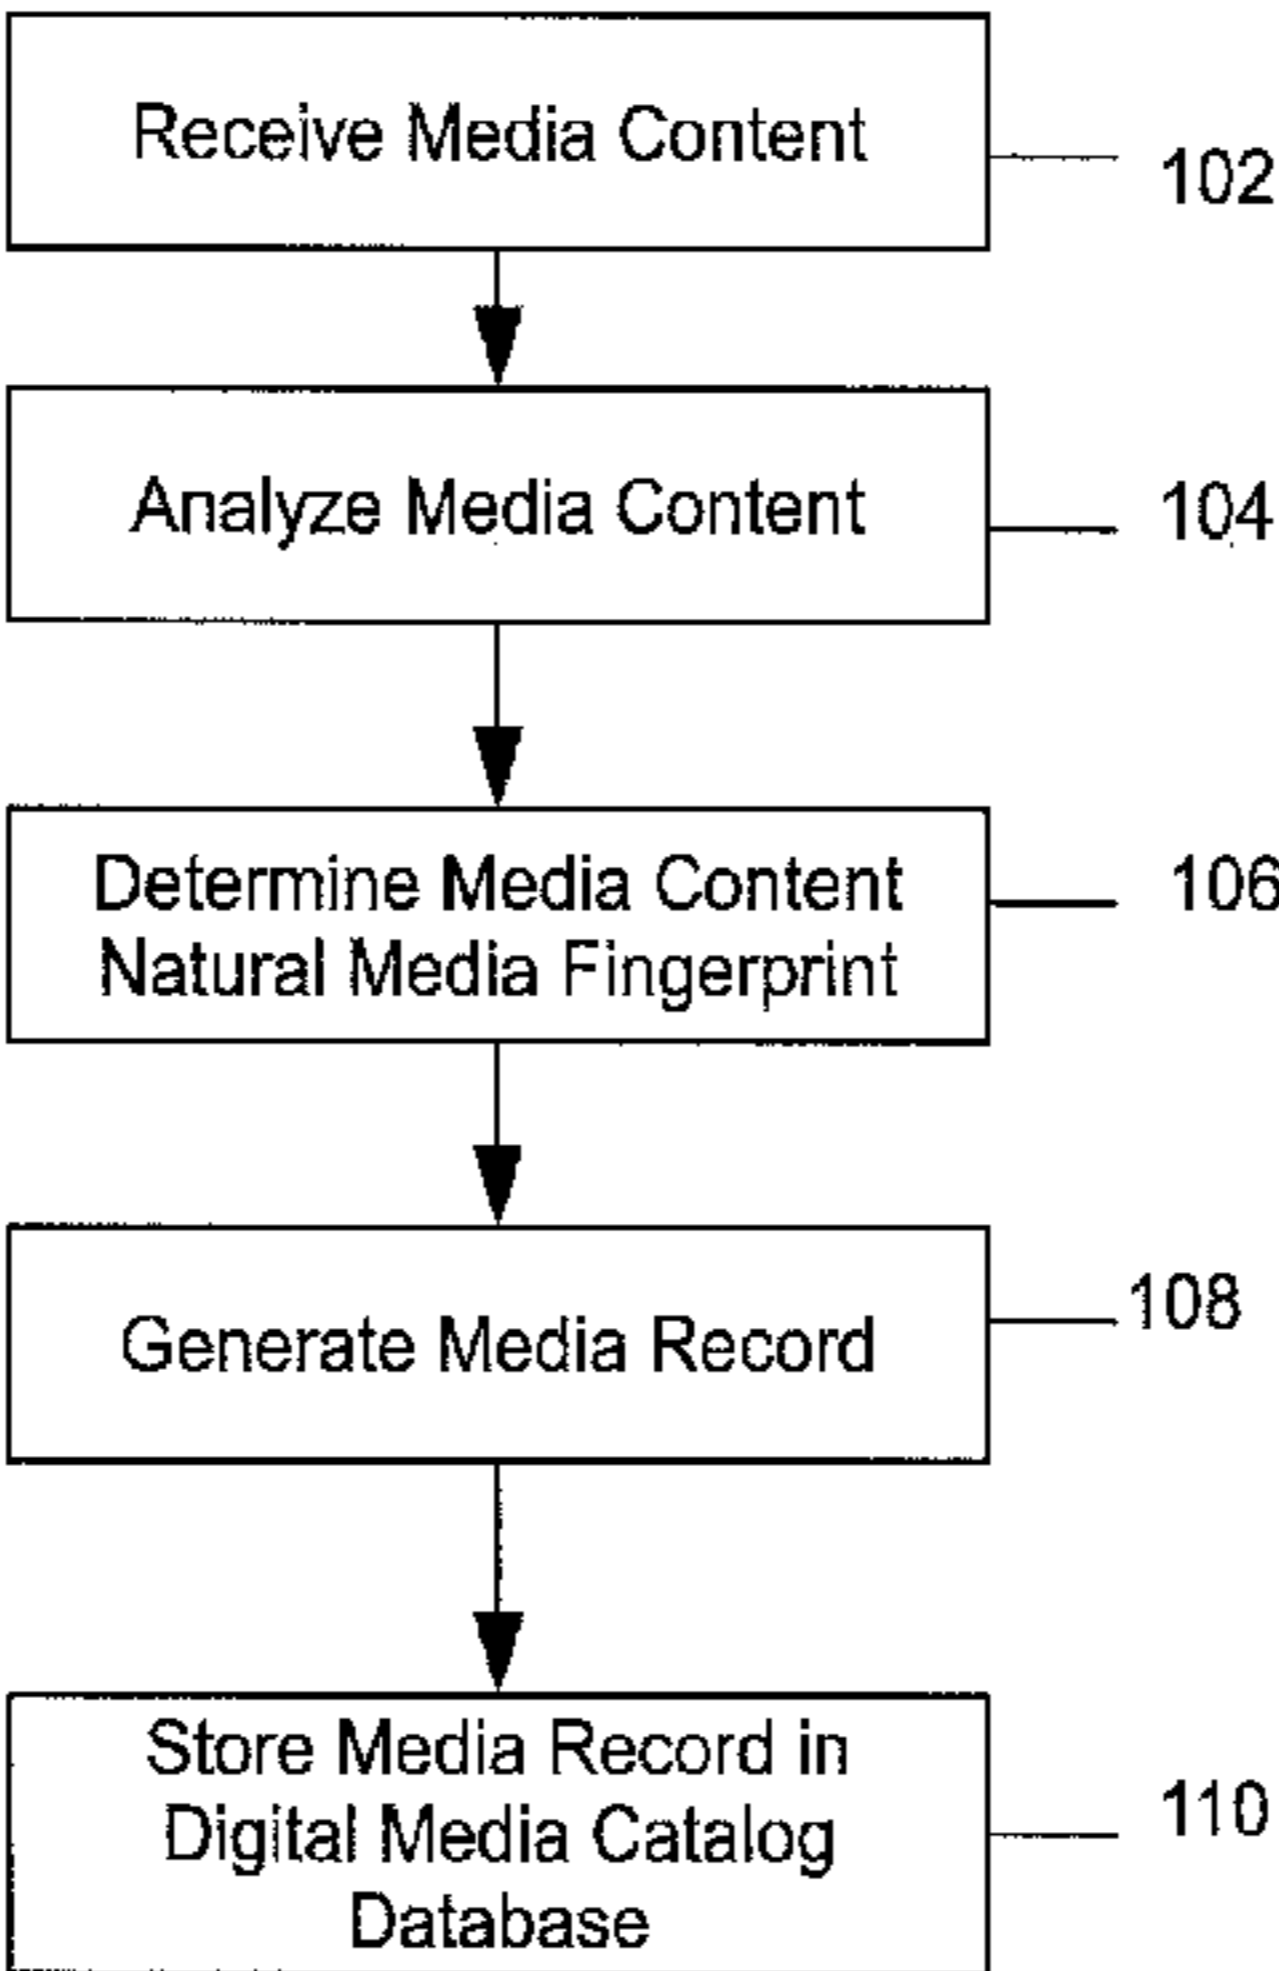 Receive Media Content
102
Analyze Media Content
104
Determine Media Content
Natural Media Fingerprint
106
Generate Media Record
108
Store Media Record in
Digital Media Catalog
Database
110